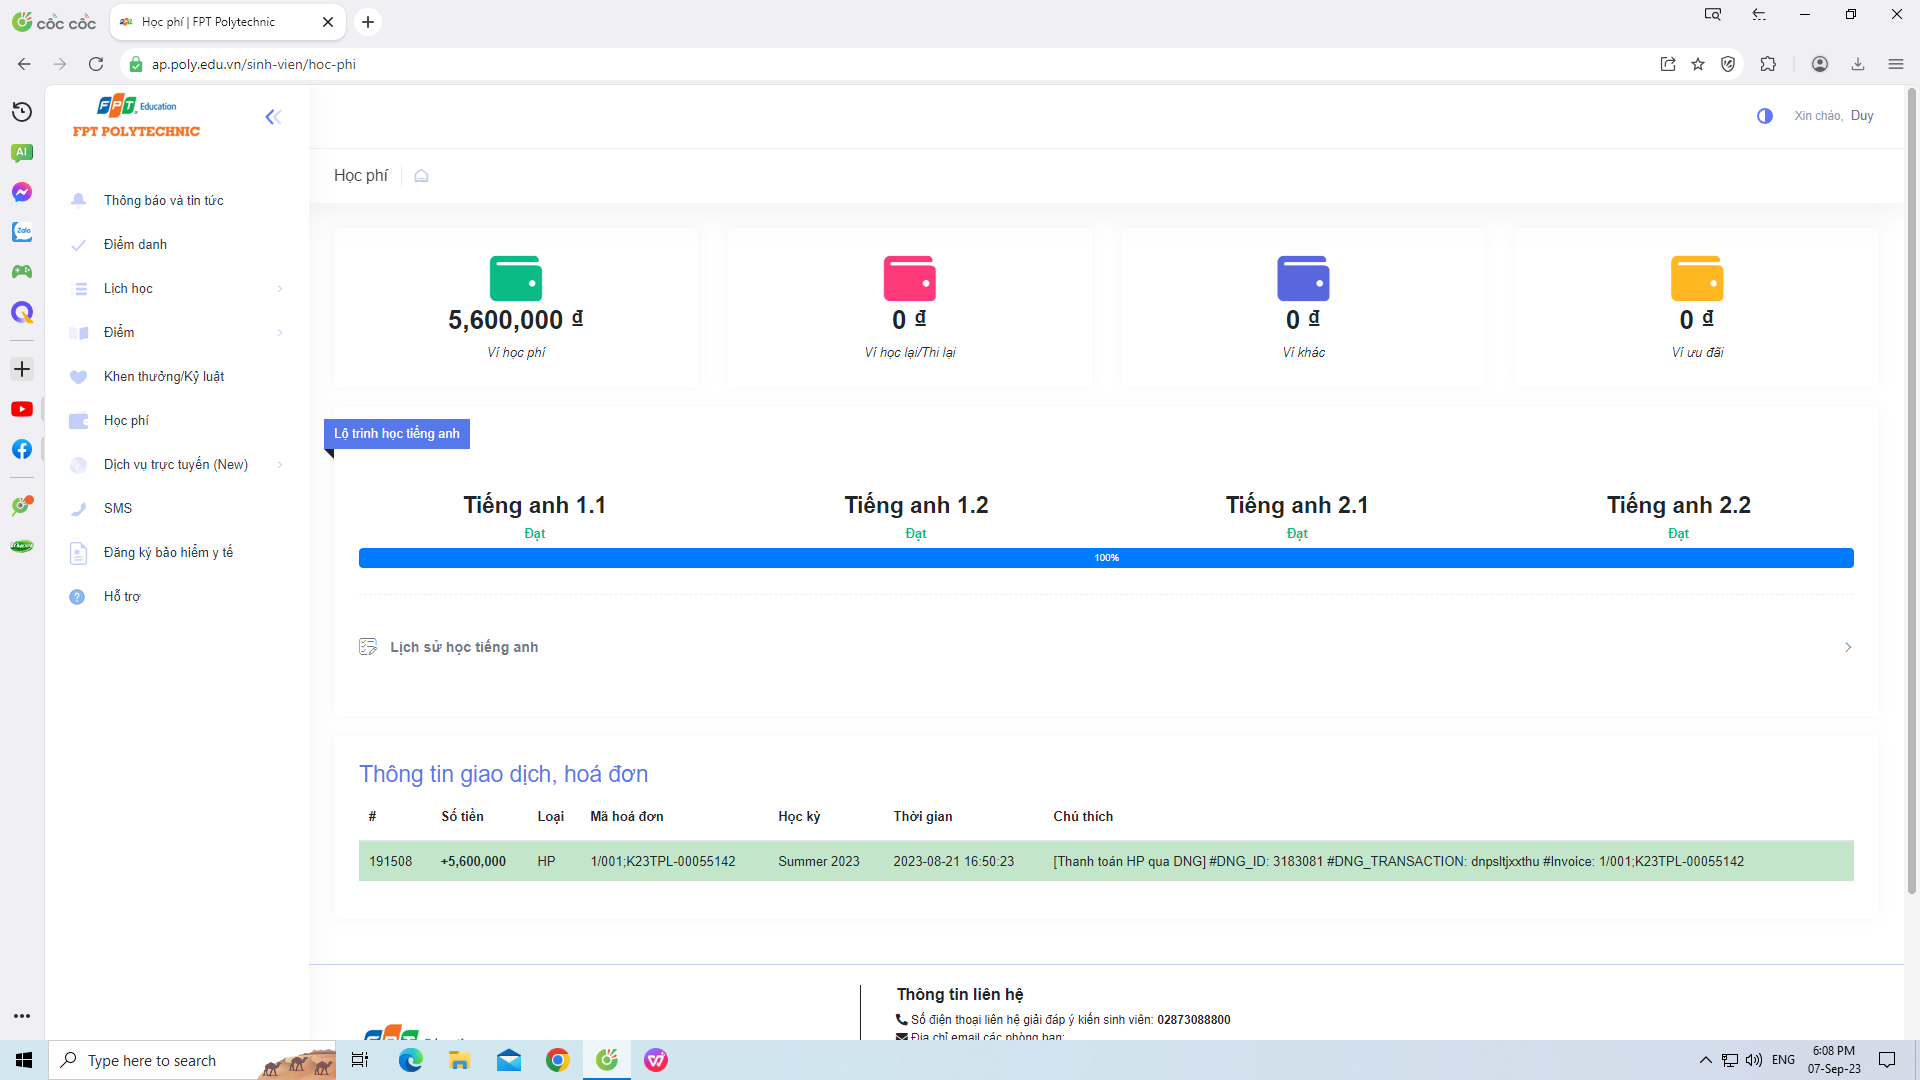 cốc cốc
Học phí | FPT Polytechnic
ap.poly.edu.vn/sinh-vien/hoc-phi
FPT Education
FPT POLYTECHNIC
Xin chào, Duy
Học phí
AI
Zalo
Thông báo và tin tức
Điểm danh
Lịch học
Điểm
Khen thưởng/Kỷ luật
Học phí
Dịch vụ trực tuyến (New)
SMS
Đăng ký bảo hiểm y tế
Hỗ trợ
5,600,000 ₫
Ví học phí
0 ₫
Ví học lại/Thi lại
0 ₫
Ví khác
0 ₫
Ví ưu đãi
Lộ trình học tiếng anh
Tiếng anh 1.1
Đạt
Tiếng anh 1.2
Đạt
Tiếng anh 2.1
Đạt
Tiếng anh 2.2
Đạt
100%
Lịch sử học tiếng anh
Thông tin giao dịch, hoá đơn
# Số tiền Loại Mã hoá đơn Học kỳ Thời gian Chú thích
191508 +5,600,000 HP 1/001;K23TPL-00055142 Summer 2023 2023-08-21 16:50:23 [Thanh toán HP qua DNG] #DNG_ID: 3183081 #DNG_TRANSACTION: dnpsltjxxthu #Invoice: 1/001;K23TPL-00055142
Thông tin liên hệ
Số điện thoại liên hệ giải đáp ý kiến sinh viên: 02873088800
Địa chỉ email các phòng ban:
Type here to search
ENG
6:08 PM
07-Sep-23